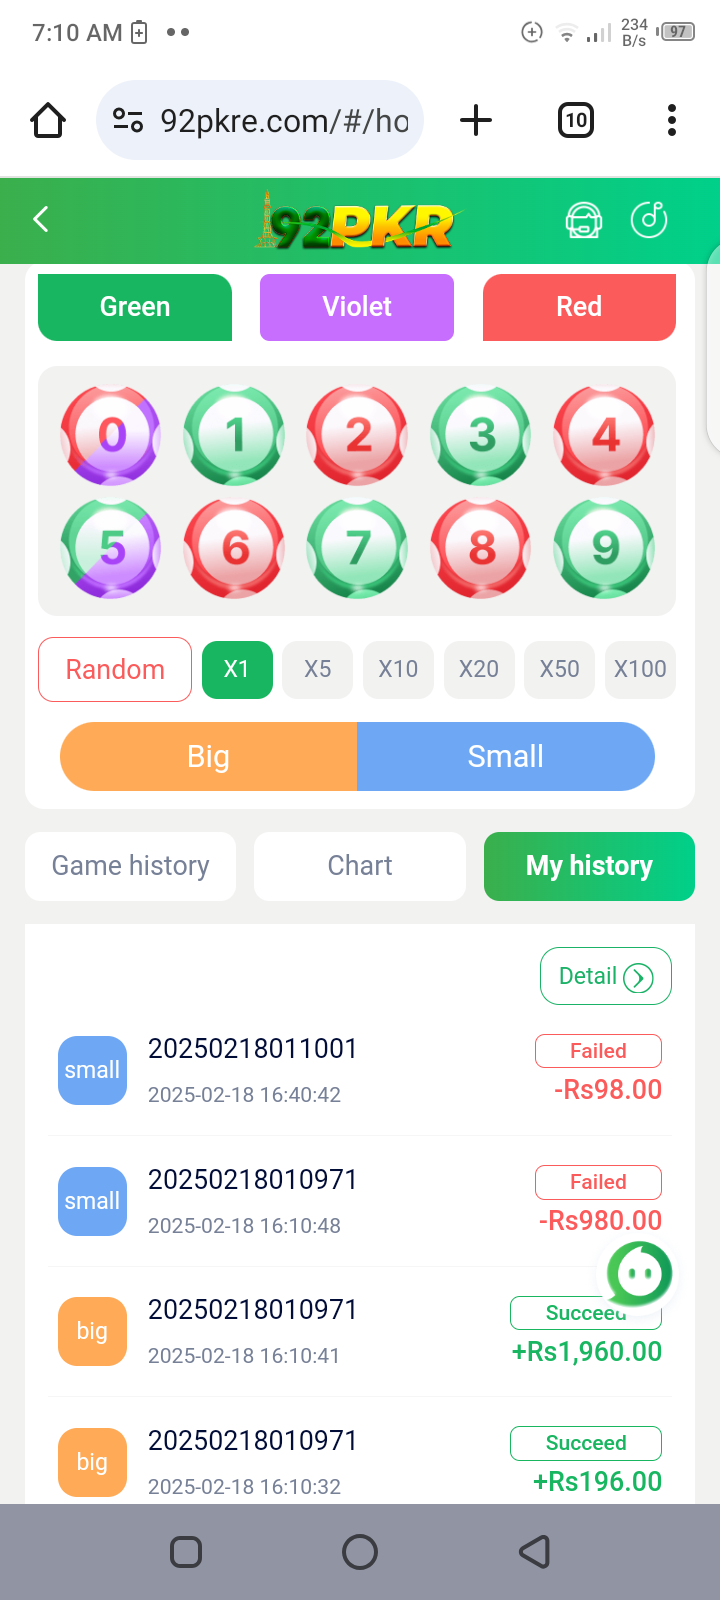 7:10 AM
234 B/s 97
92pkre.com/#/ho
10
92PKR
Green Violet Red
0 1 2 3 4
5 6 7 8 9
Random X1 X5 X10 X20 X50 X100
Big Small
Game history Chart My history
Detail
small 20250218011001 Failed
2025-02-18 16:40:42 -Rs98.00
small 20250218010971 Failed
2025-02-18 16:10:48 -Rs980.00
big 20250218010971 Succeed
2025-02-18 16:10:41 +Rs1,960.00
big 20250218010971 Succeed
2025-02-18 16:10:32 +Rs196.00